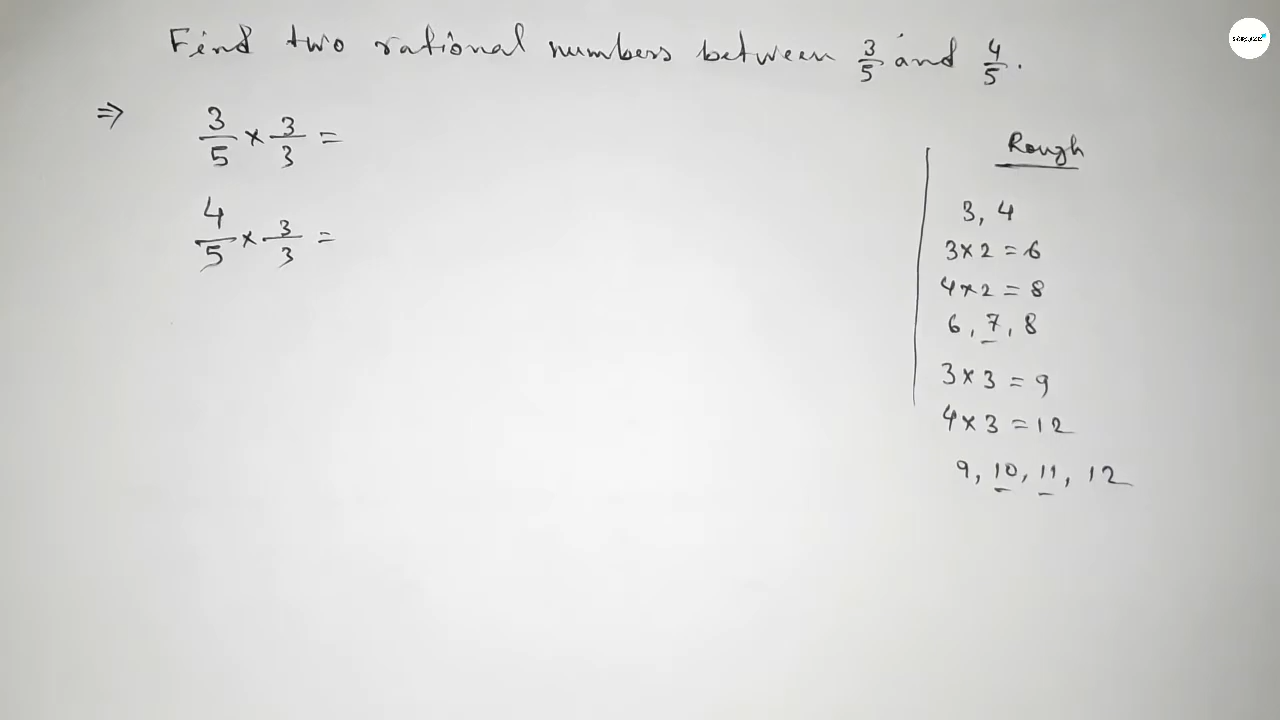 Find two rational numbers between 3/5 and 4/5.
⇒ 3/5 × 3/3 =
4/5 × 3/3 =
Rough
3, 4
3 × 2 = 6
4 × 2 = 8
6, 7, 8
3 × 3 = 9
4 × 3 = 12
9, 10, 11, 12